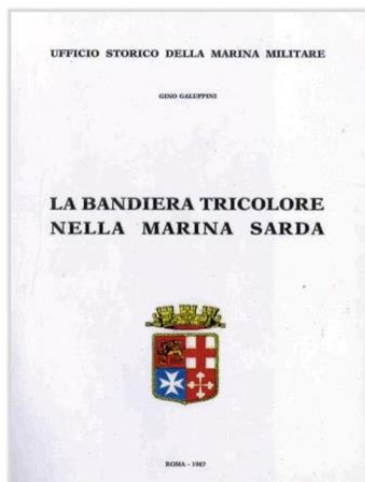 UFFICIO STORICO DELLA MARINA MILITARE
GINO GALUPPINI
LA BANDIERA TRICOLORE
NELLA MARINA SARDA
ROMA - 1987